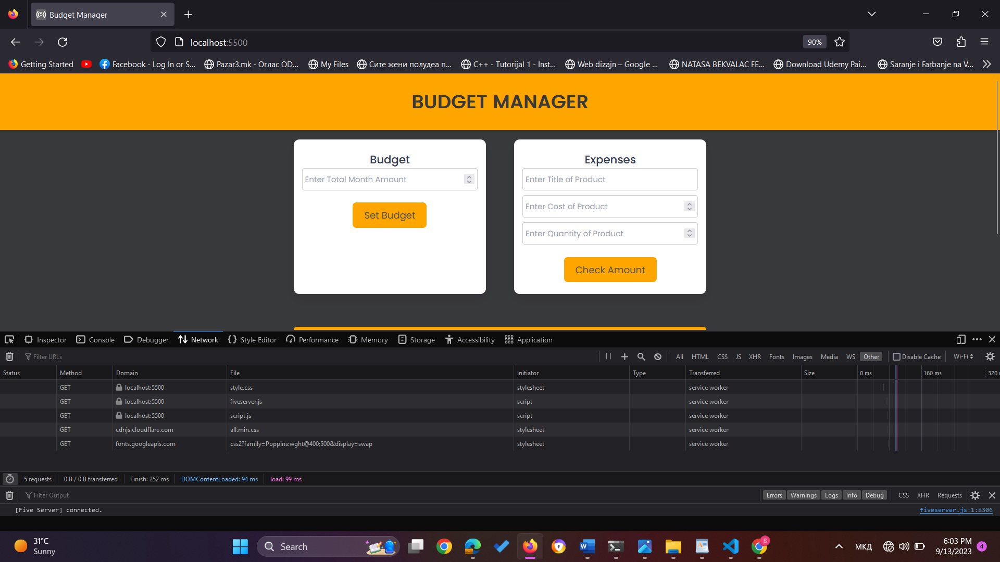 Budget Manager
localhost:5500
90%
Getting Started
Facebook - Log In or S...
Pazar3.mk - Оглас OD...
My Files
Сите жени полудеа п...
C++ - Tutorijal 1 - Inst...
Web dizajn – Google ...
NATASA BEKVALAC FE...
Download Udemy Pai...
Saranje i Farbanje na V...
BUDGET MANAGER
Budget
Enter Total Month Amount
Set Budget
Expenses
Enter Title of Product
Enter Cost of Product
Enter Quantity of Product
Check Amount
Inspector Console Debugger Network Style Editor Performance Memory Storage Accessibility Application
Filter URLs
All HTML CSS JS XHR Fonts Images Media WS Other Disable Cache Wi-Fi
Status Method Domain File Initiator Type Transferred Size 0 ms 160 ms 320
GET localhost:5500 style.css stylesheet service worker
GET localhost:5500 fiveserver.js script service worker
GET localhost:5500 script.js script service worker
GET cdnjs.cloudflare.com all.min.css stylesheet service worker
GET fonts.googleapis.com css2?family=Poppins:wght@400;500&display=swap stylesheet service worker
5 requests 0 B / 0 B transferred Finish: 252 ms DOMContentLoaded: 94 ms load: 99 ms
Filter Output
Errors Warnings Logs Info Debug CSS XHR Requests
[Five Server] connected. fiveserver.js:1:8306
31°C
Sunny
Search
S
МКД
6:03 PM
9/13/2023
4